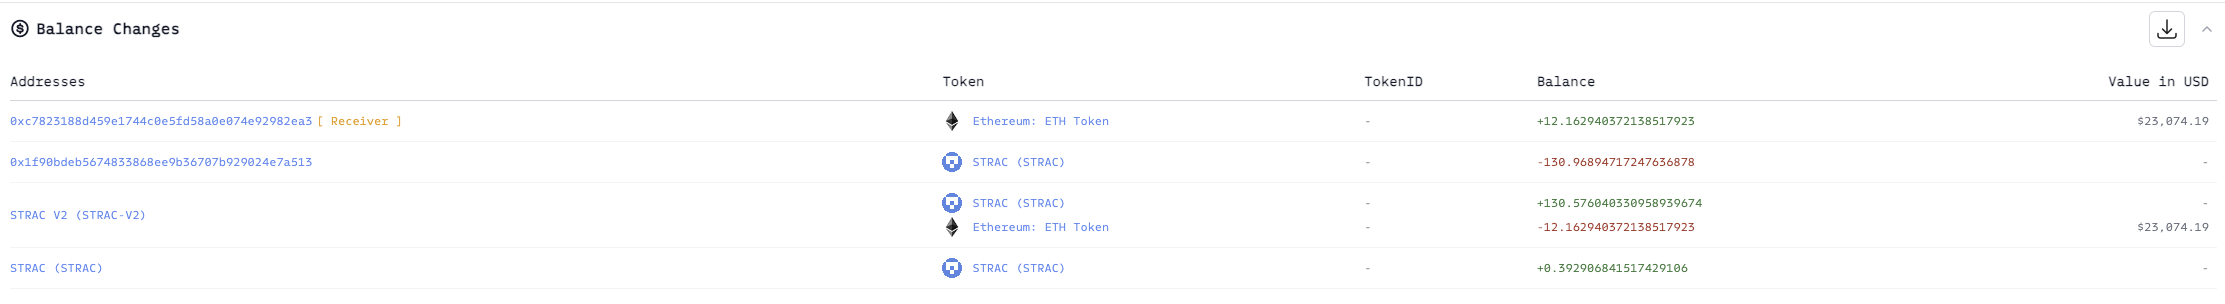 Balance Changes
Addresses Token TokenID Balance Value in USD
0xc7823188d459e1744c0e5fd58a0e074e92982ea3 [ Receiver ] Ethereum: ETH Token - +12.162940372138517923 $23,074.19
0x1f90bdeb5674833868ee9b36707b929024e7a513 STRAC (STRAC) - -130.96894717247636878 -
STRAC V2 (STRAC-V2) STRAC (STRAC) - +130.576040330958939674 -
Ethereum: ETH Token - -12.162940372138517923 $23,074.19
STRAC (STRAC) STRAC (STRAC) - +0.392906841517429106 -